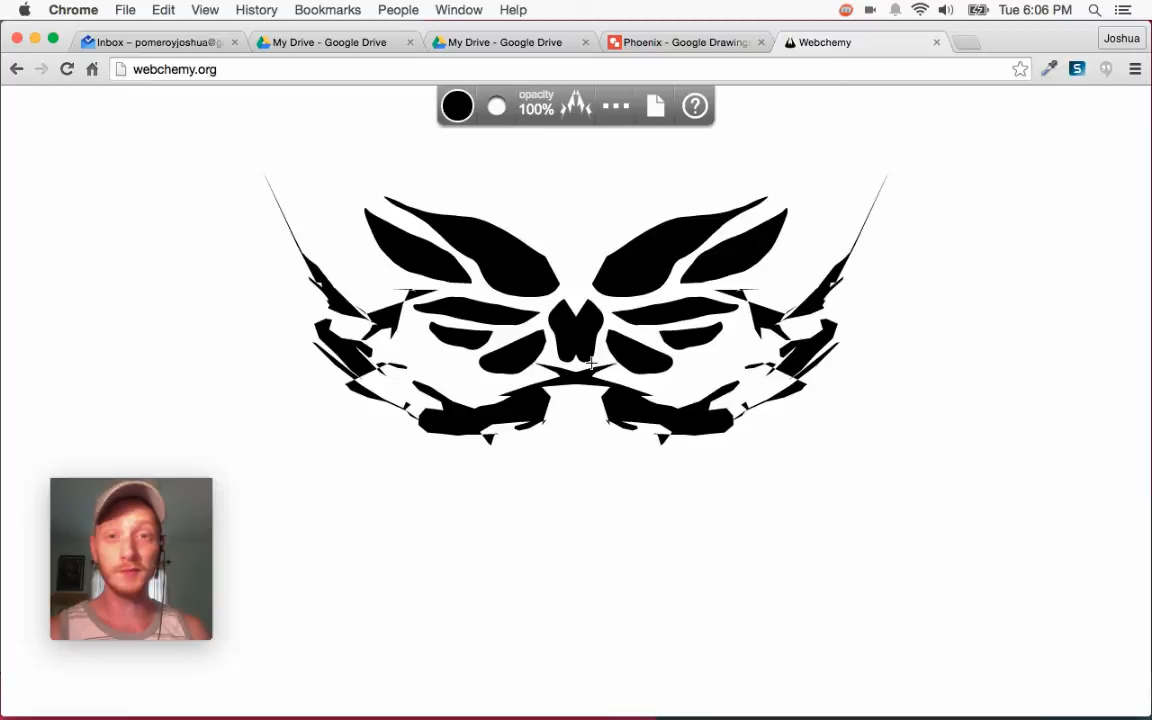 Chrome File Edit View History Bookmarks People Window Help Tue 6:06 PM
Inbox – pomeroyjoshua@g
My Drive - Google Drive
My Drive - Google Drive
Phoenix - Google Drawing
Webchemy
Joshua
webchemy.org
S
opacity
100%
?